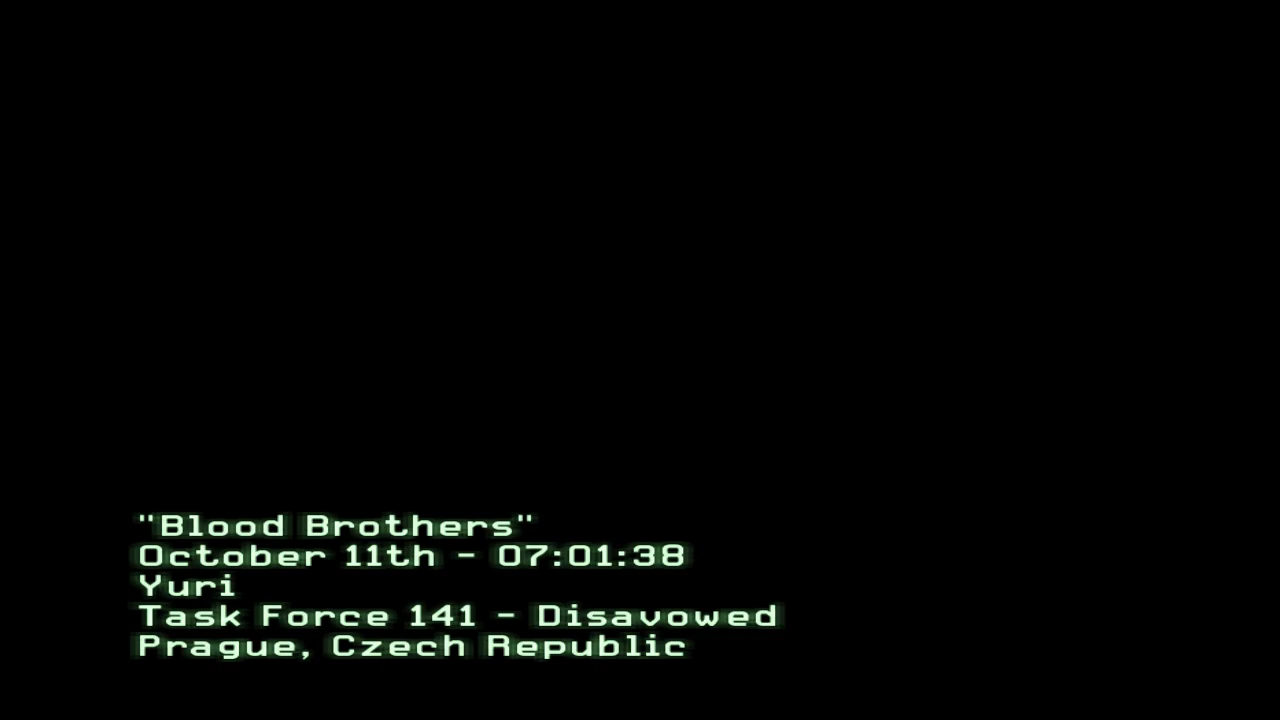 "Blood Brothers"
October 11th - 07:01:38
Yuri
Task Force 141 - Disavowed
Prague, Czech Republic